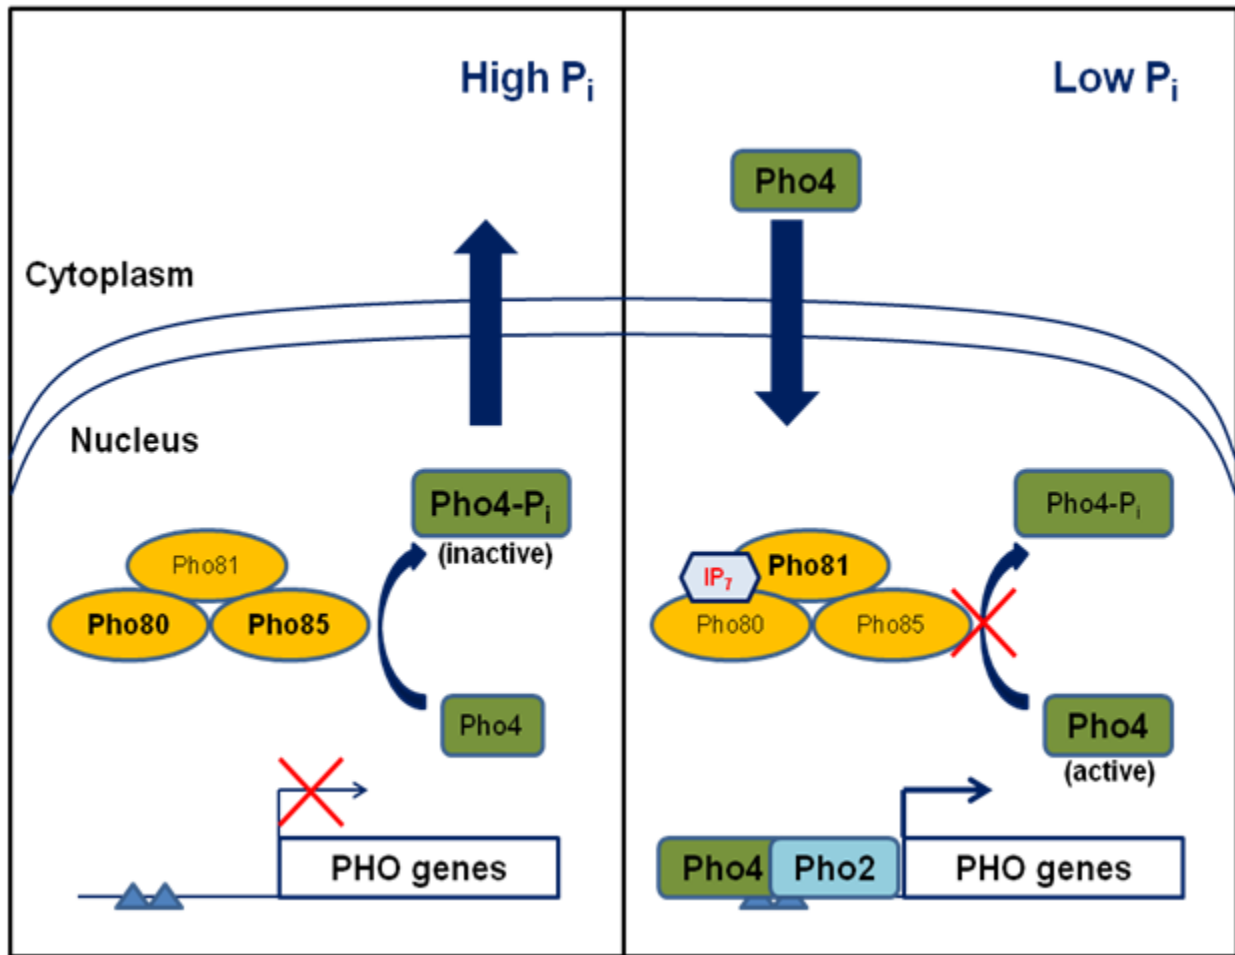 High Pi
Cytoplasm
Nucleus
Pho4-Pi
(inactive)
Pho81
Pho80
Pho85
Pho4
PHO genes
Low Pi
Pho4
Pho4-Pi
IP7
Pho81
Pho80
Pho85
Pho4
(active)
Pho4
Pho2
PHO genes